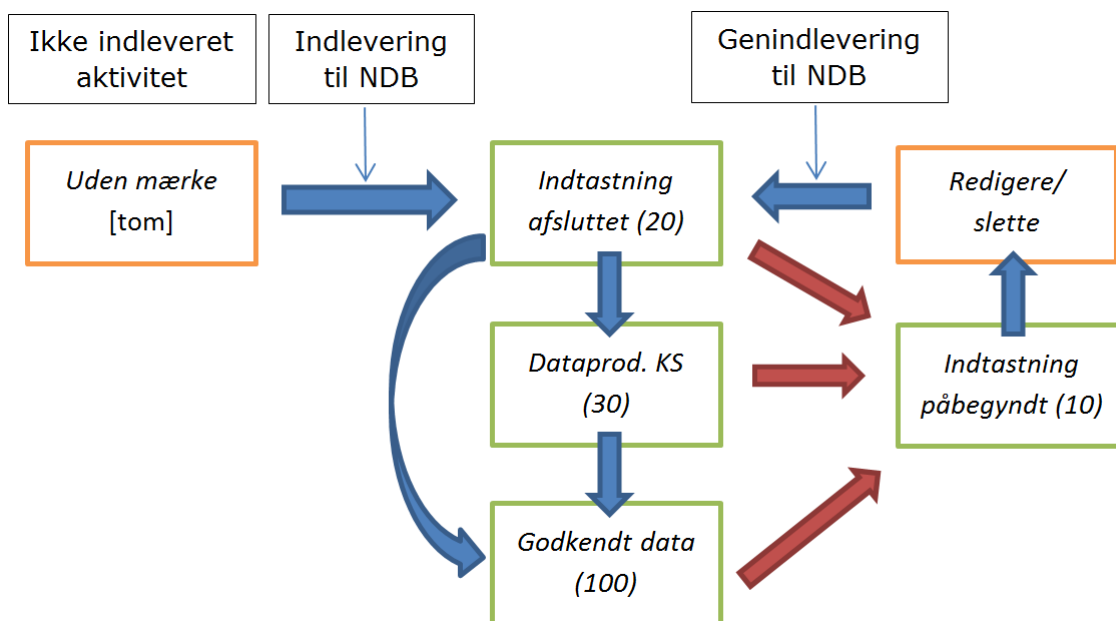 Ikke indleveret
aktivitet
Indlevering
til NDB
Genindlevering
til NDB
Uden mærke
[tom]
Indtastning
afsluttet (20)
Redigere/
slette
Dataprod. KS
(30)
Indtastning
påbegyndt (10)
Godkendt data
(100)